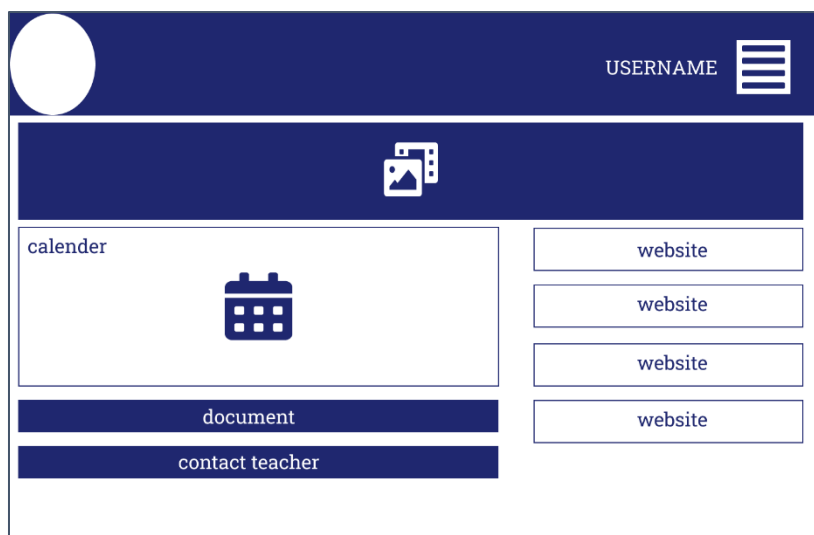 USERNAME
calender
website
website
website
website
document
contact teacher